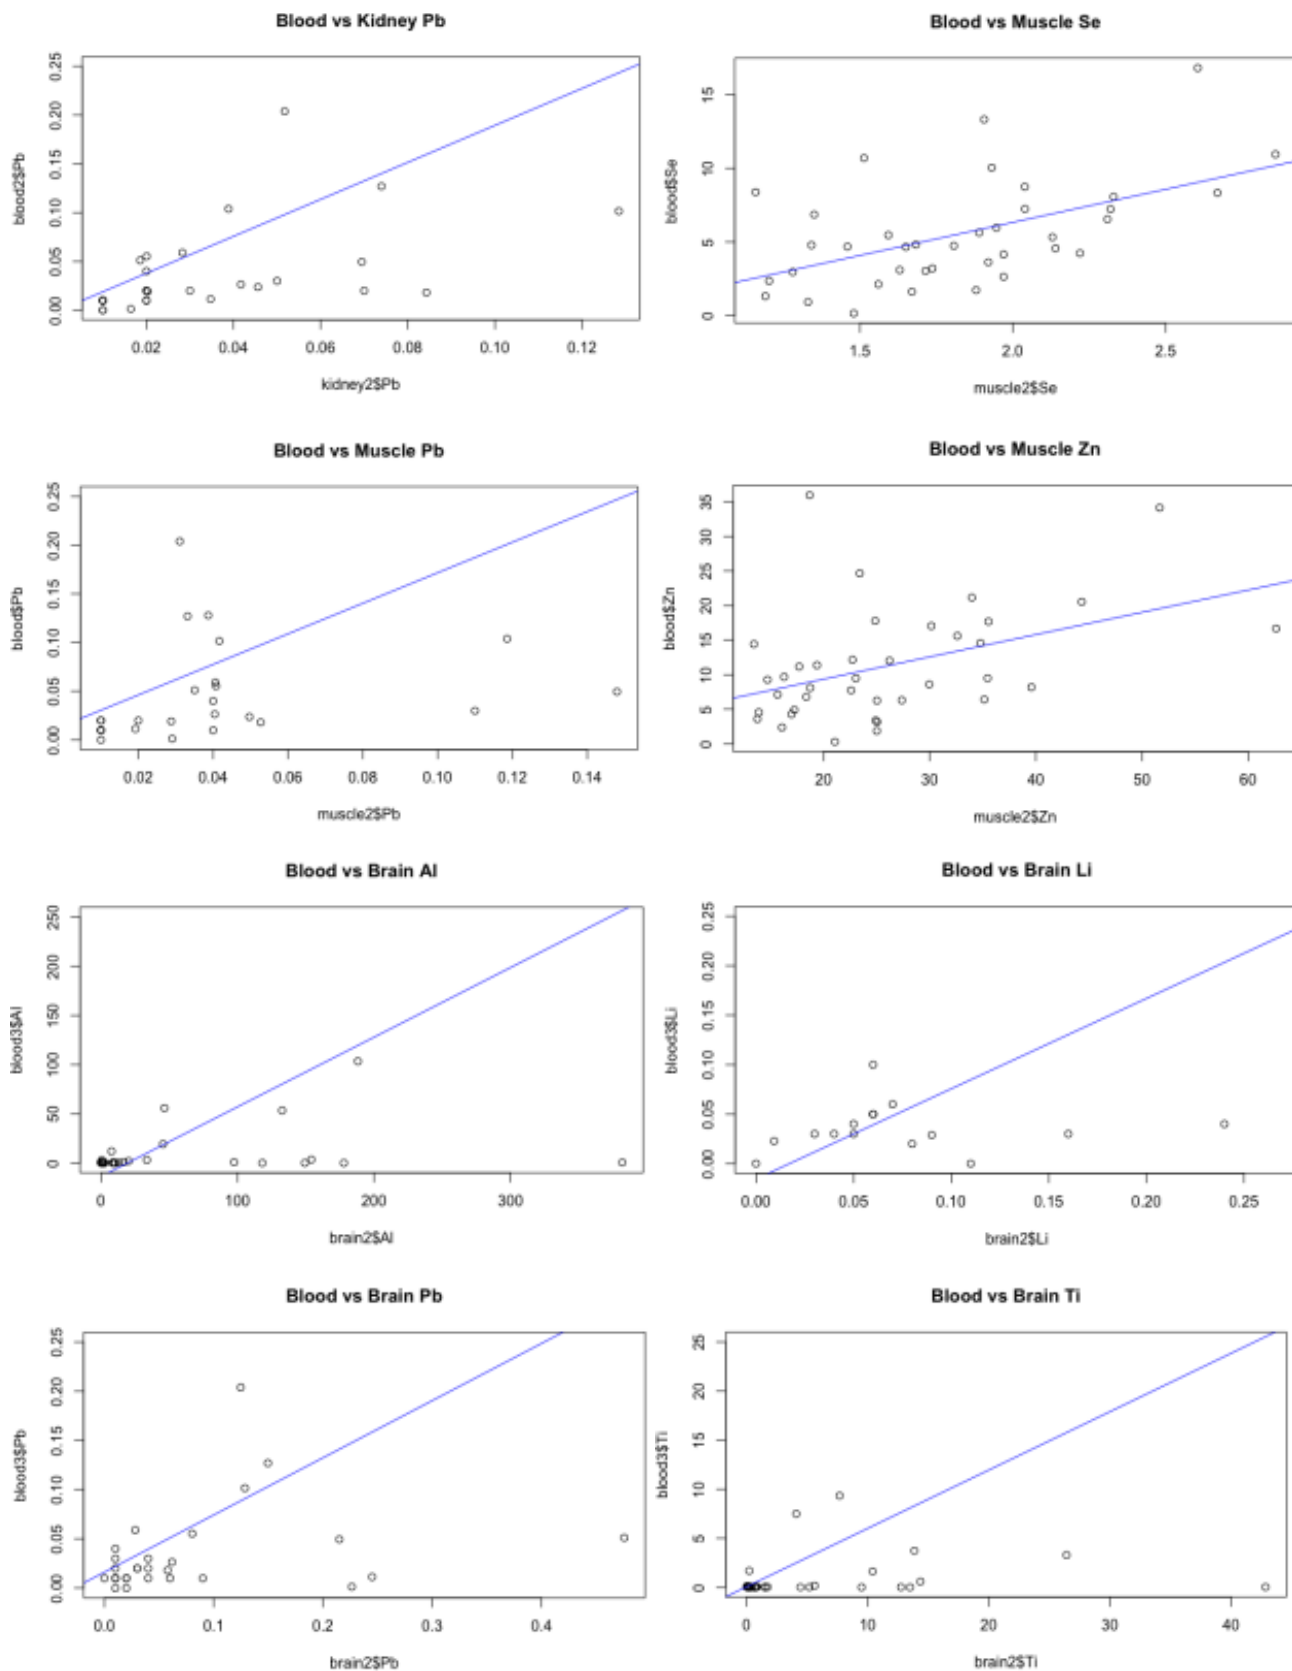 Blood vs Kidney Pb
blood2$Pb
0.00 0.05 0.10 0.15 0.20 0.25
0.02 0.04 0.06 0.08 0.10 0.12
kidney2$Pb
Blood vs Muscle Se
blood$Se
0 5 10 15
1.5 2.0 2.5
muscle2$Se
Blood vs Muscle Pb
blood$Pb
0.00 0.05 0.10 0.15 0.20 0.25
0.02 0.04 0.06 0.08 0.10 0.12 0.14
muscle2$Pb
Blood vs Muscle Zn
blood$Zn
0 5 10 15 20 25 30 35
20 30 40 50 60
muscle2$Zn
Blood vs Brain Al
blood3$Al
0 50 100 150 200 250
0 100 200 300
brain2$Al
Blood vs Brain Li
blood3$Li
0.00 0.05 0.10 0.15 0.20 0.25
0.00 0.05 0.10 0.15 0.20 0.25
brain2$Li
Blood vs Brain Pb
blood3$Pb
0.00 0.05 0.10 0.15 0.20 0.25
0.0 0.1 0.2 0.3 0.4
brain2$Pb
Blood vs Brain Ti
blood3$Ti
0 5 10 15 20 25
0 10 20 30 40
brain2$Ti